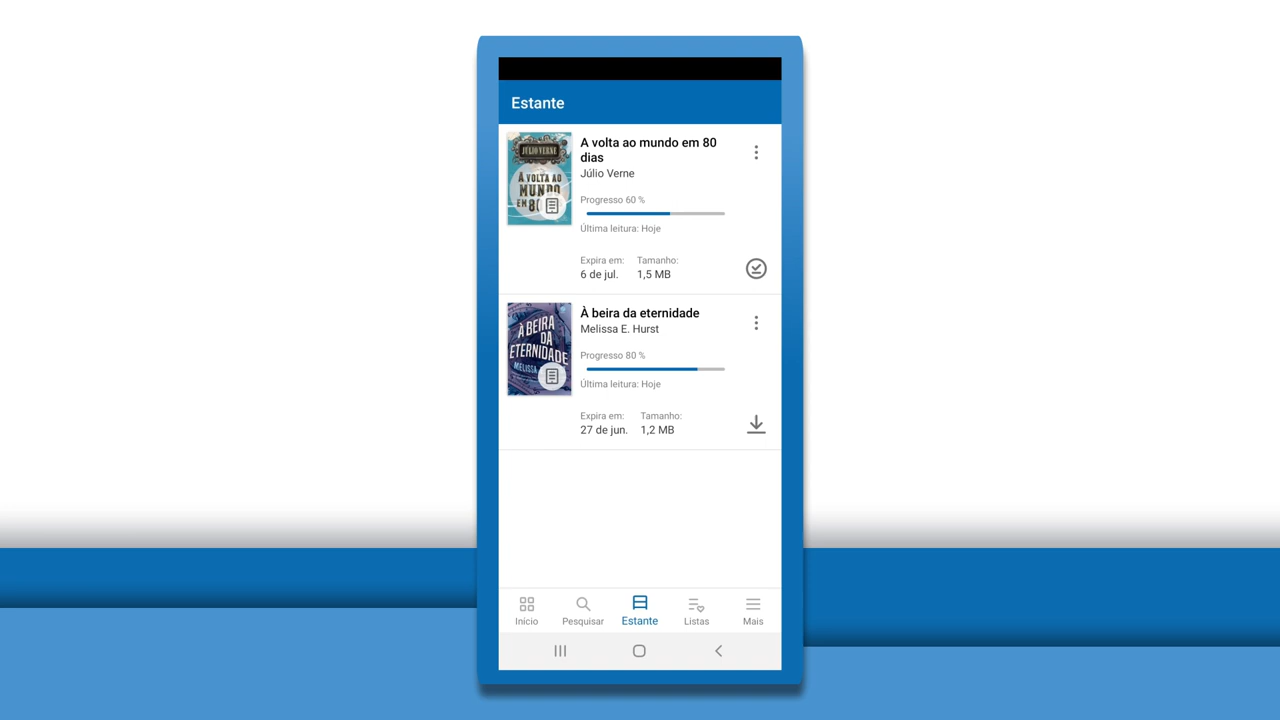 Estante
JÚLIO VERNE
A VOLTA AO
MUNDO
EM 80
A volta ao mundo em 80
dias
Júlio Verne
Progresso 60 %
Última leitura: Hoje
Expira em: Tamanho:
6 de jul. 1,5 MB
À BEIRA
DA
ETERNIDADE
MELISSA
À beira da eternidade
Melissa E. Hurst
Progresso 80 %
Última leitura: Hoje
Expira em: Tamanho:
27 de jun. 1,2 MB
Início Pesquisar Estante Listas Mais